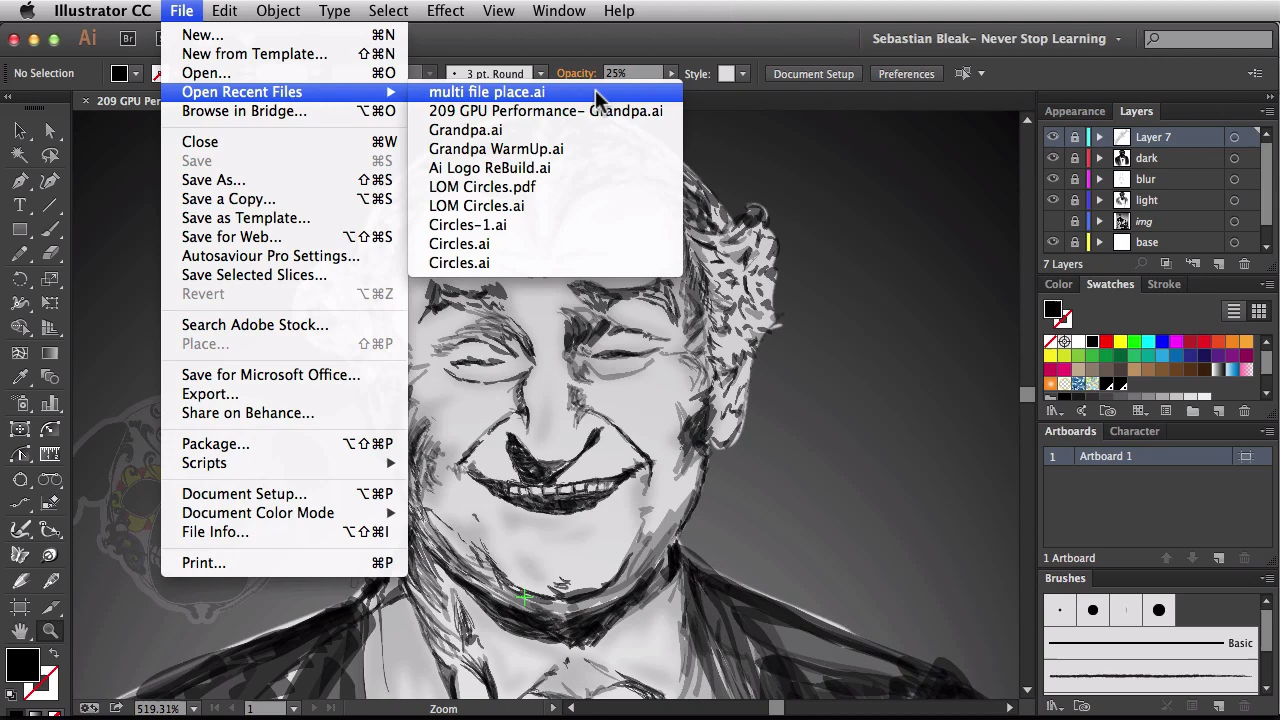 Illustrator CC File Edit Object Type Select Effect View Window Help
Ai Br Sebastian Bleak- Never Stop Learning
No Selection 3 pt. Round Opacity: 25% Style: Document Setup Preferences
209 GPU Per
New... ⌘N
New from Template... ⇧⌘N
Open... ⌘O
Open Recent Files
Browse in Bridge... ⌥⌘O
Close ⌘W
Save ⌘S
Save As... ⇧⌘S
Save a Copy... ⌥⌘S
Save as Template...
Save for Web... ⌥⇧⌘S
Autosaviour Pro Settings...
Save Selected Slices...
Revert ⌥⌘Z
Search Adobe Stock...
Place... ⇧⌘P
Save for Microsoft Office...
Export...
Share on Behance...
Package... ⌥⇧⌘P
Scripts
Document Setup... ⌥⌘P
Document Color Mode
File Info... ⌥⇧⌘I
Print... ⌘P
multi file place.ai
209 GPU Performance- Grandpa.ai
Grandpa.ai
Grandpa WarmUp.ai
Ai Logo ReBuild.ai
LOM Circles.pdf
LOM Circles.ai
Circles-1.ai
Circles.ai
Circles.ai
Appearance Layers
Layer 7
dark
blur
light
img
base
7 Layers
Color Swatches Stroke
Artboards Character
1 Artboard 1
1 Artboard
Brushes
Basic
519.31% 1 Zoom